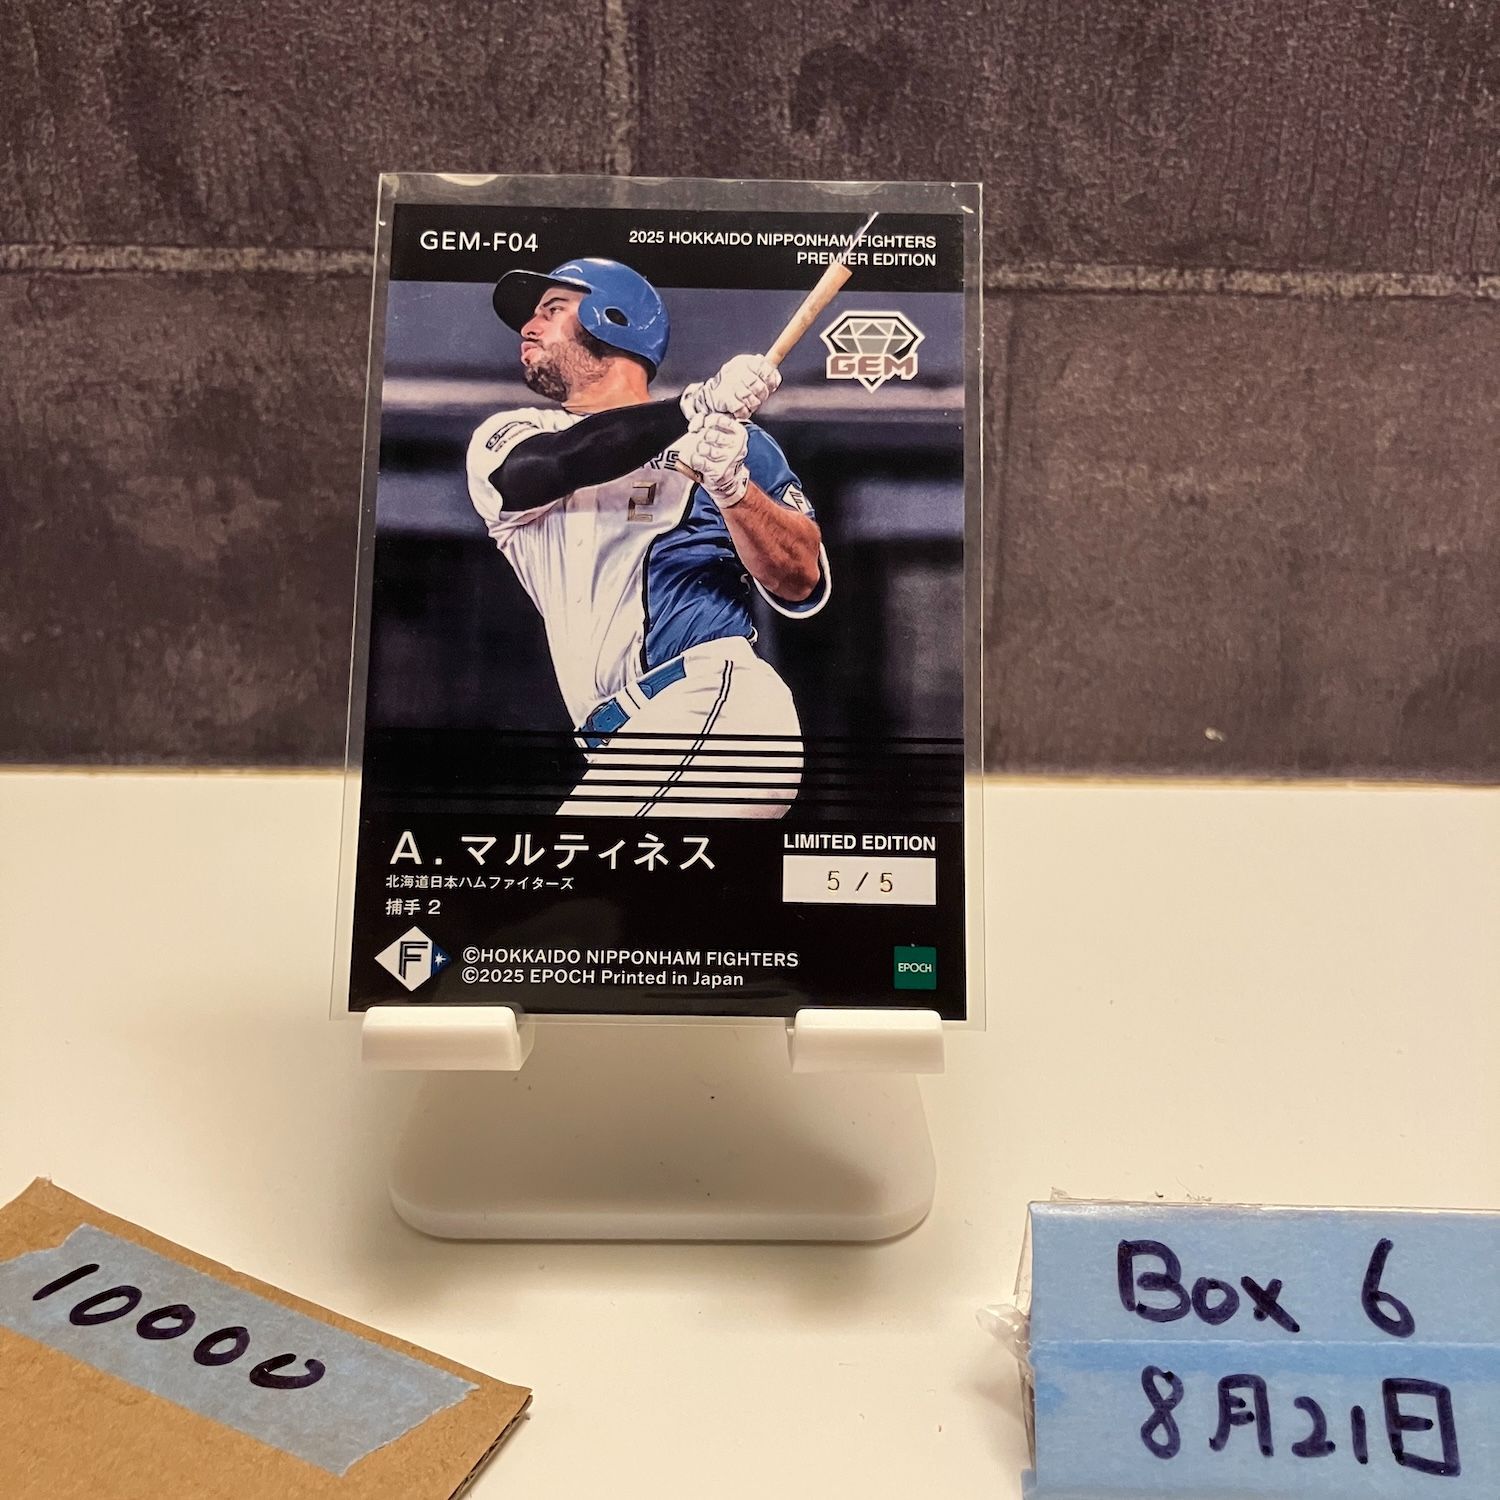 GEM-F04
2025 HOKKAIDO NIPPONHAM FIGHTERS
PREMIER EDITION
GEM
2
A. マルティネス
北海道日本ハムファイターズ
捕手 2
LIMITED EDITION
5 / 5
F
©HOKKAIDO NIPPONHAM FIGHTERS
©2025 EPOCH Printed in Japan
EPOCH
10000
Box 6
8月21日